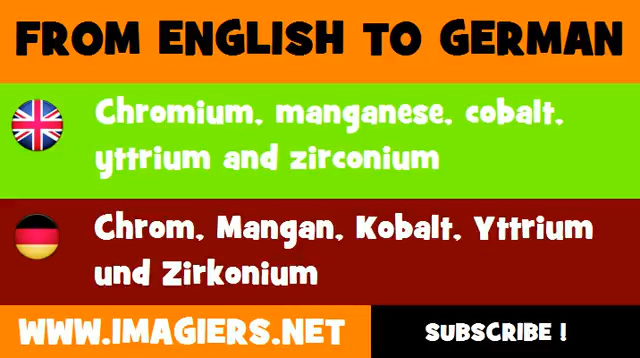 FROM ENGLISH TO GERMAN
Chromium, manganese, cobalt,
yttrium and zirconium
Chrom, Mangan, Kobalt, Yttrium
und Zirkonium
WWW.IMAGIERS.NET
SUBSCRIBE !